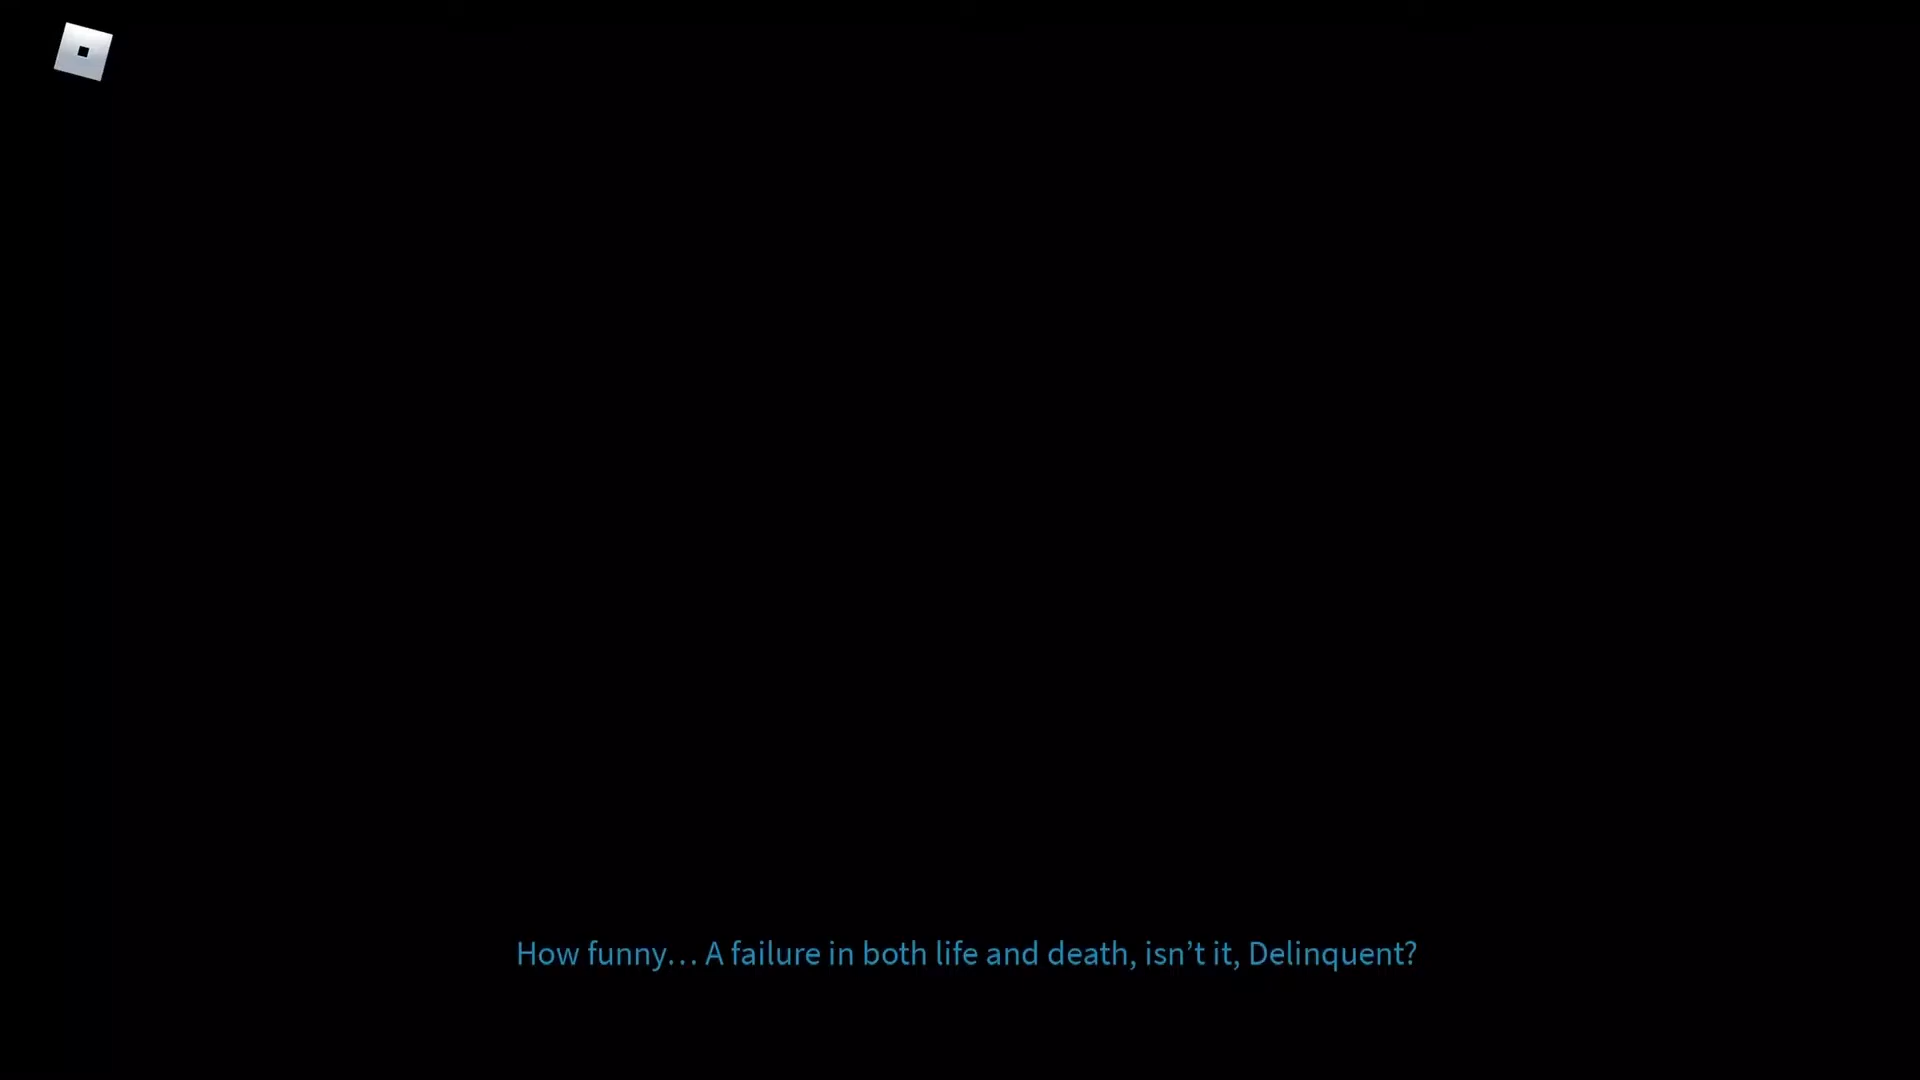 How funny… A failure in both life and death, isn’t it, Delinquent?